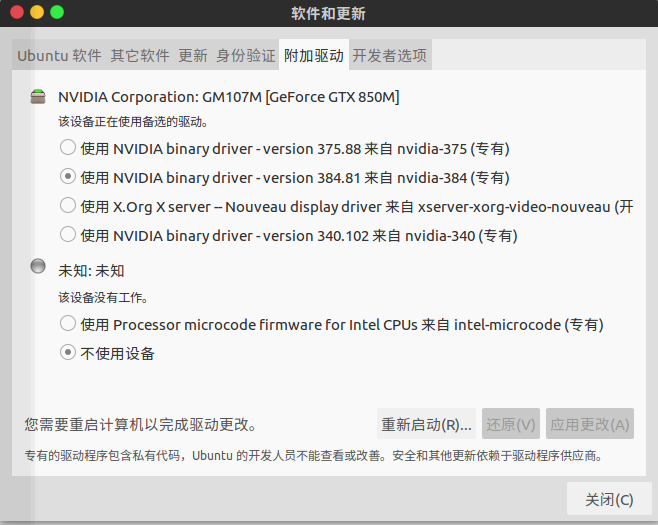 软件和更新
Ubuntu 软件 其它软件 更新 身份验证 附加驱动 开发者选项
NVIDIA Corporation: GM107M [GeForce GTX 850M]
该设备正在使用备选的驱动。
使用 NVIDIA binary driver - version 375.88 来自 nvidia-375 (专有)
使用 NVIDIA binary driver - version 384.81 来自 nvidia-384 (专有)
使用 X.Org X server -- Nouveau display driver 来自 xserver-xorg-video-nouveau (开
使用 NVIDIA binary driver - version 340.102 来自 nvidia-340 (专有)
未知: 未知
该设备没有工作。
使用 Processor microcode firmware for Intel CPUs 来自 intel-microcode (专有)
不使用设备
您需要重启计算机以完成驱动更改。 重新启动(R)... 还原(V) 应用更改(A)
专有的驱动程序包含私有代码，Ubuntu 的开发人员不能查看或改善。安全和其他更新依赖于驱动程序供应商。
关闭(C)